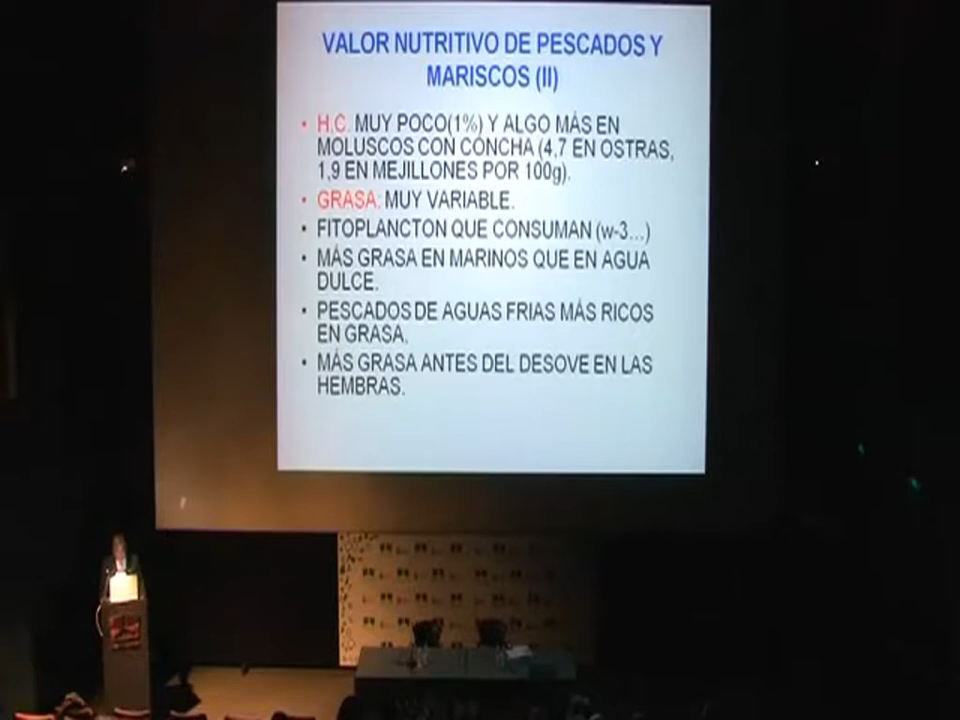 VALOR NUTRITIVO DE PESCADOS Y
MARISCOS (II)
• H.C. MUY POCO(1%) Y ALGO MÁS EN
MOLUSCOS CON CONCHA (4,7 EN OSTRAS,
1,9 EN MEJILLONES POR 100g).
• GRASA: MUY VARIABLE.
• FITOPLANCTON QUE CONSUMAN (w-3...)
• MÁS GRASA EN MARINOS QUE EN AGUA
DULCE.
• PESCADOS DE AGUAS FRIAS MÁS RICOS
EN GRASA.
• MÁS GRASA ANTES DEL DESOVE EN LAS
HEMBRAS.